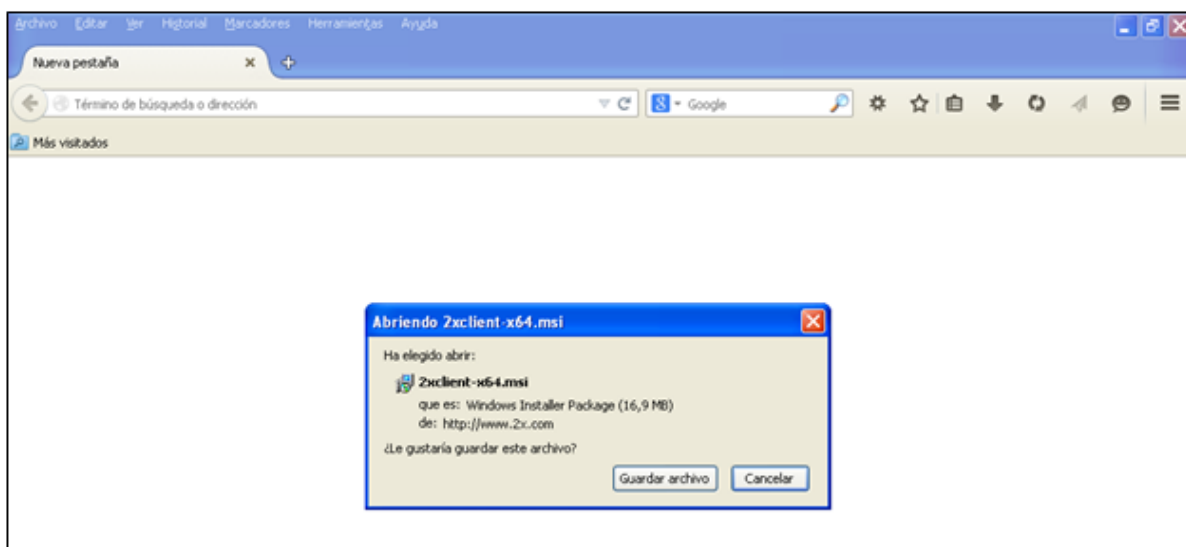 Archivo Editar Ver Historial Marcadores Herramientas Ayuda
Nueva pestaña
Término de búsqueda o dirección
8 Google
Más visitados
Abriendo 2xclient-x64.msi
Ha elegido abrir:
2xclient-x64.msi
que es: Windows Installer Package (16,9 MB)
de: http://www.2x.com
¿Le gustaría guardar este archivo?
Guardar archivo Cancelar